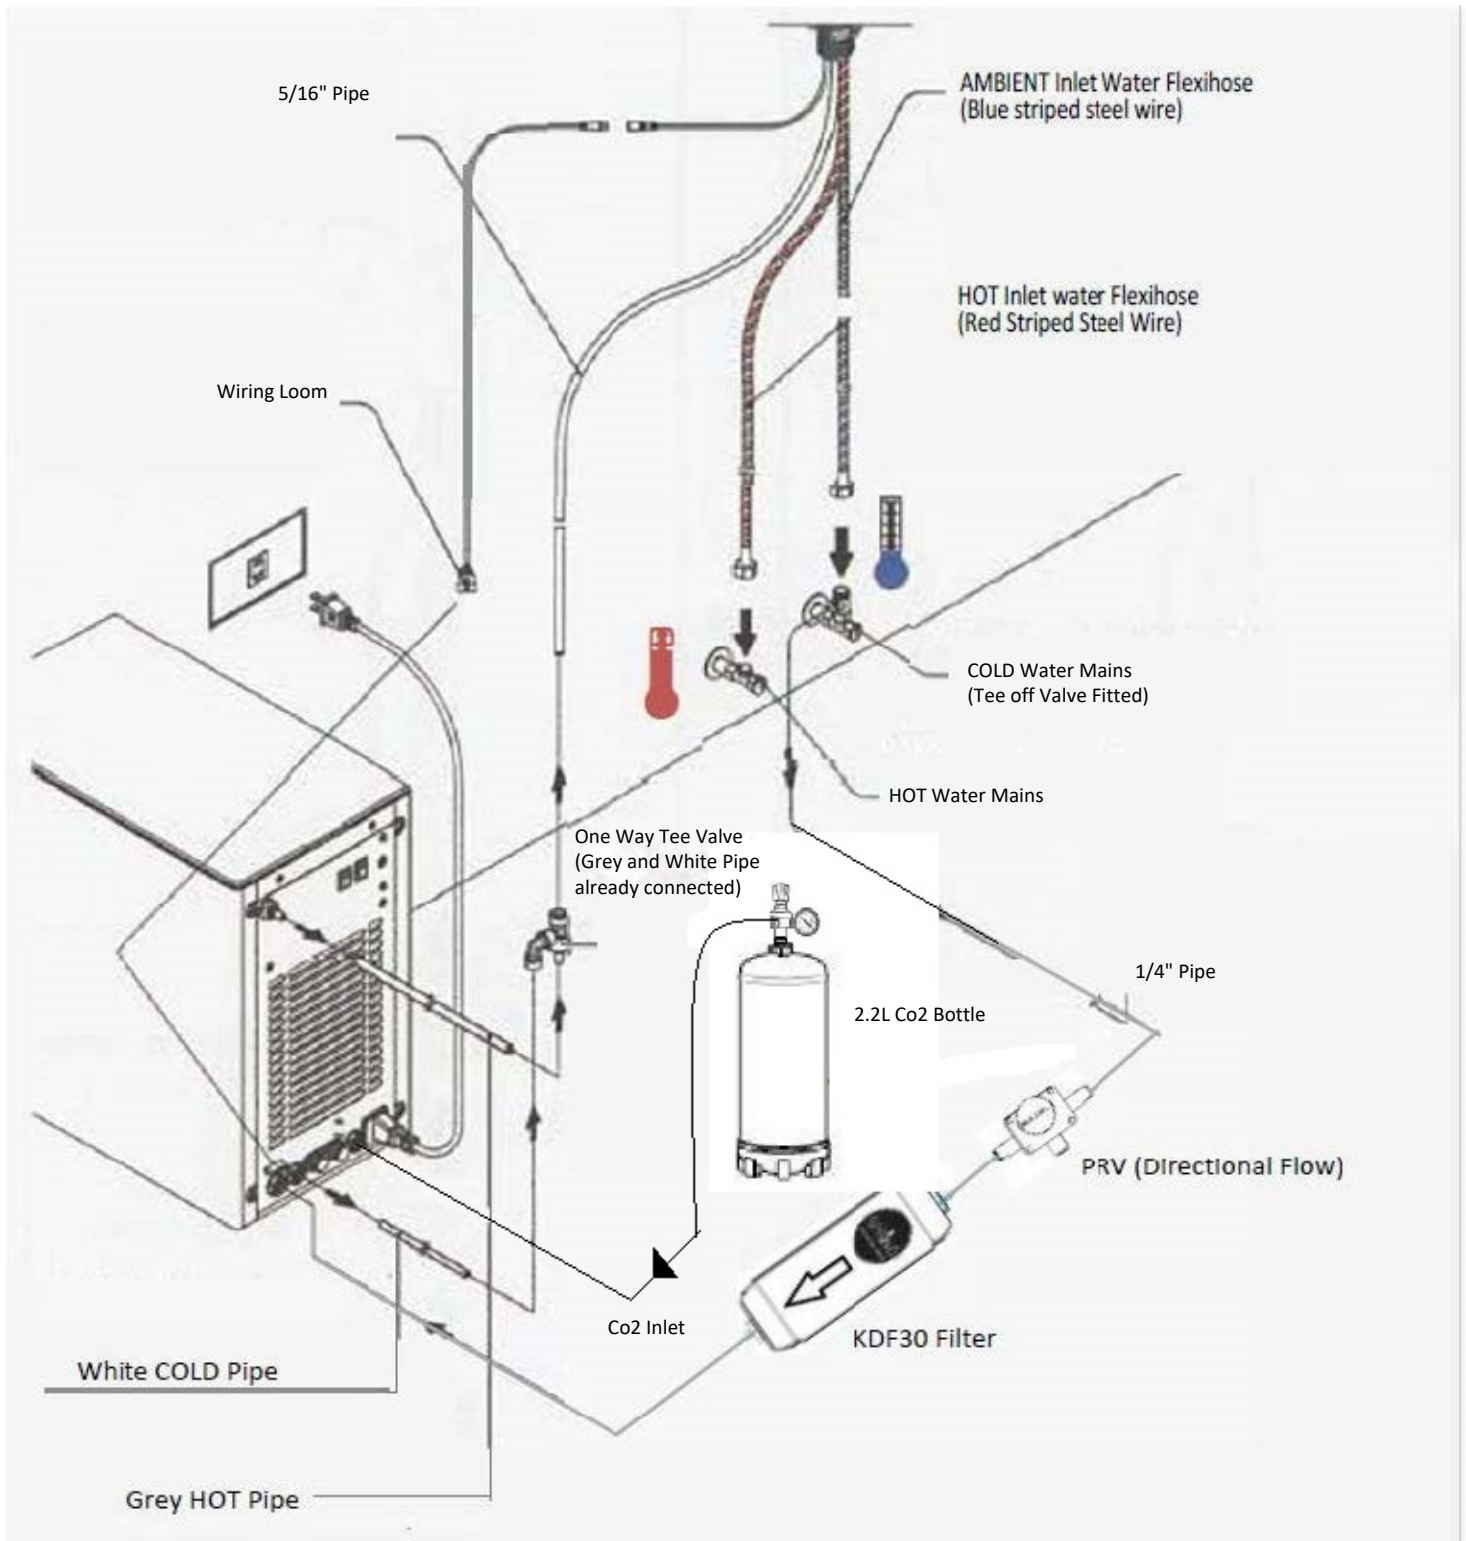 5/16" Pipe
AMBIENT Inlet Water Flexihose
(Blue striped steel wire)
HOT Inlet water Flexihose
(Red Striped Steel Wire)
Wiring Loom
COLD Water Mains
(Tee off Valve Fitted)
HOT Water Mains
One Way Tee Valve
(Grey and White Pipe
already connected)
1/4" Pipe
2.2L Co2 Bottle
PRV (Directional Flow)
Co2 Inlet
KDF30 Filter
White COLD Pipe
Grey HOT Pipe